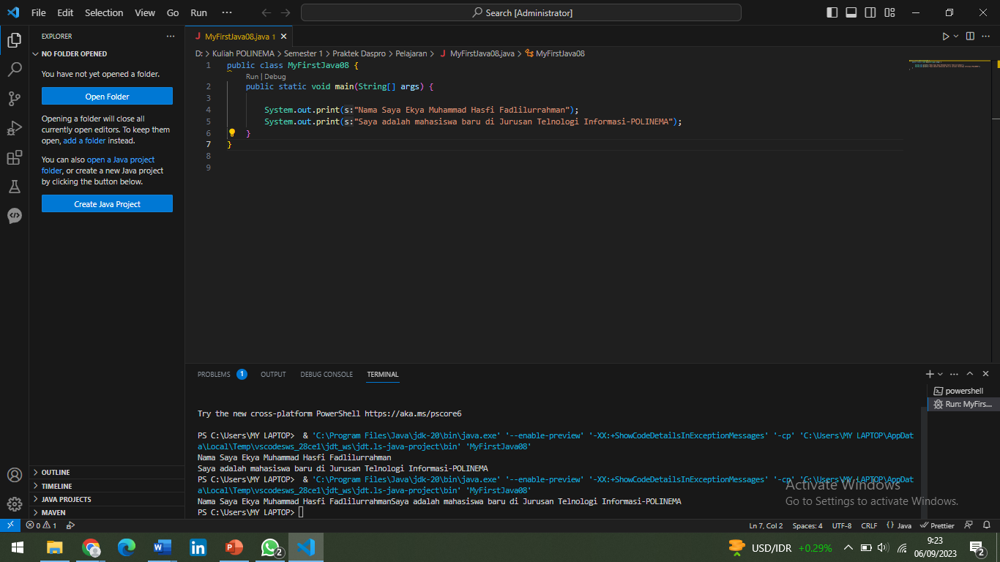 File Edit Selection View Go Run ··· Search [Administrator]
EXPLORER ···
NO FOLDER OPENED
You have not yet opened a folder.
Open Folder
Opening a folder will close all
currently open editors. To keep them
open, add a folder instead.
You can also open a Java project
folder, or create a new Java project
by clicking the button below.
Create Java Project
OUTLINE
TIMELINE
JAVA PROJECTS
MAVEN
J MyFirstJava08.java 1
D: > Kuliah POLINEMA > Semester 1 > Praktek Daspro > Pelajaran > J MyFirstJava08.java > MyFirstJava08
1 public class MyFirstJava08 {
Run | Debug
2 public static void main(String[] args) {
3
4 System.out.print(s:"Nama Saya Ekya Muhammad Hasfi Fadlilurrahman");
5 System.out.print(s:"Saya adalah mahasiswa baru di Jurusan Telnologi Informasi-POLINEMA");
6 }
7 }
8
9
PROBLEMS 1 OUTPUT DEBUG CONSOLE TERMINAL
powershell
Run: MyFirs...
Try the new cross-platform PowerShell https://aka.ms/pscore6
PS C:\Users\MY LAPTOP> & 'C:\Program Files\Java\jdk-20\bin\java.exe' '--enable-preview' '-XX:+ShowCodeDetailsInExceptionMessages' '-cp' 'C:\Users\MY LAPTOP\AppDat
a\Local\Temp\vscodesws_28ce1\jdt_ws\jdt.ls-java-project\bin' 'MyFirstJava08'
Nama Saya Ekya Muhammad Hasfi Fadlilurrahman
Saya adalah mahasiswa baru di Jurusan Telnologi Informasi-POLINEMA
PS C:\Users\MY LAPTOP> & 'C:\Program Files\Java\jdk-20\bin\java.exe' '--enable-preview' '-XX:+ShowCodeDetailsInExceptionMessages' '-cp' 'C:\Users\MY LAPTOP\AppDat
a\Local\Temp\vscodesws_28ce1\jdt_ws\jdt.ls-java-project\bin' 'MyFirstJava08'
Nama Saya Ekya Muhammad Hasfi FadlilurrahmanSaya adalah mahasiswa baru di Jurusan Telnologi Informasi-POLINEMA
PS C:\Users\MY LAPTOP>
Activate Windows
Go to Settings to activate Windows.
0 1 Ln 7, Col 2 Spaces: 4 UTF-8 CRLF {} Java Prettier
W in P 2 USD/IDR +0.29% 9:23
06/09/2023 2